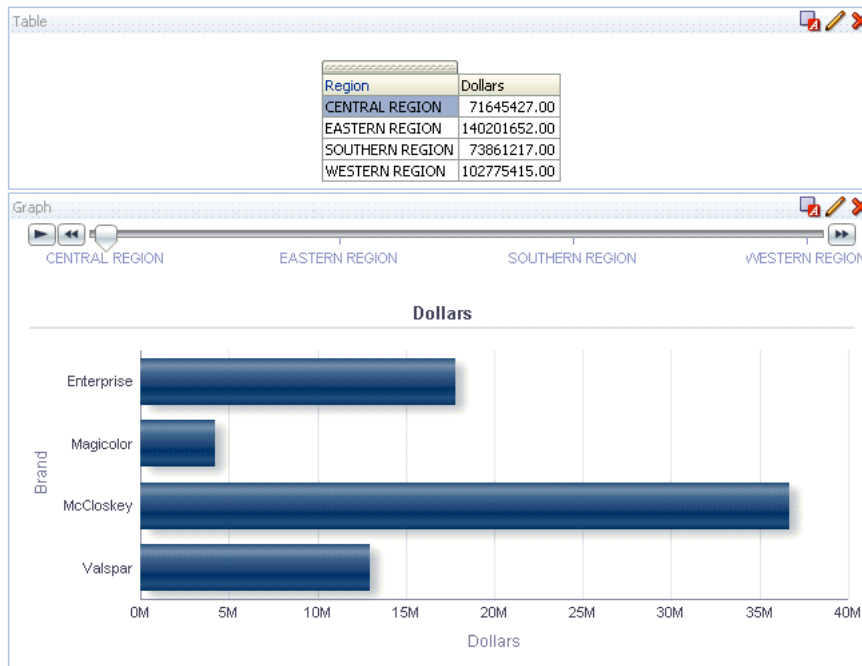 Table
Region Dollars
CENTRAL REGION 71645427.00
EASTERN REGION 140201652.00
SOUTHERN REGION 73861217.00
WESTERN REGION 102775415.00
Graph
CENTRAL REGION EASTERN REGION SOUTHERN REGION WESTERN REGION
Dollars
Enterprise
Magicolor
Brand
McCloskey
Valspar
0M 5M 10M 15M 20M 25M 30M 35M 40M
Dollars